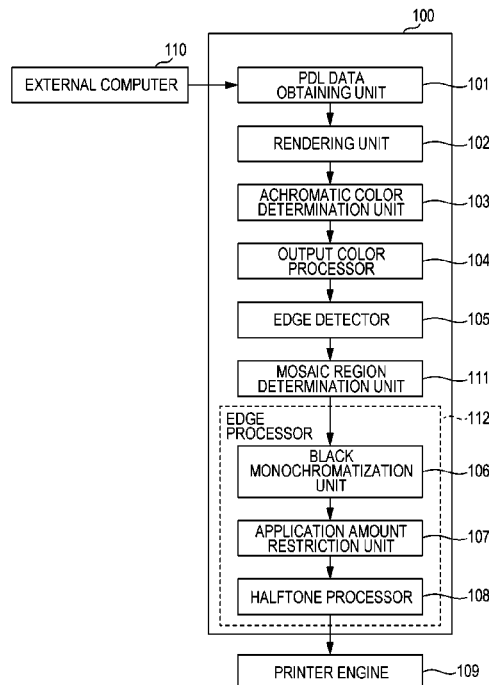 100
110
EXTERNAL COMPUTER
PDL DATA
OBTAINING UNIT
101
RENDERING UNIT
102
ACHROMATIC COLOR
DETERMINATION UNIT
103
OUTPUT COLOR
PROCESSOR
104
EDGE DETECTOR
105
MOSAIC REGION
DETERMINATION UNIT
111
112
EDGE
PROCESSOR
BLACK
MONOCHROMATIZATION
UNIT
106
APPLICATION AMOUNT
RESTRICTION UNIT
107
HALFTONE PROCESSOR
108
PRINTER ENGINE
109